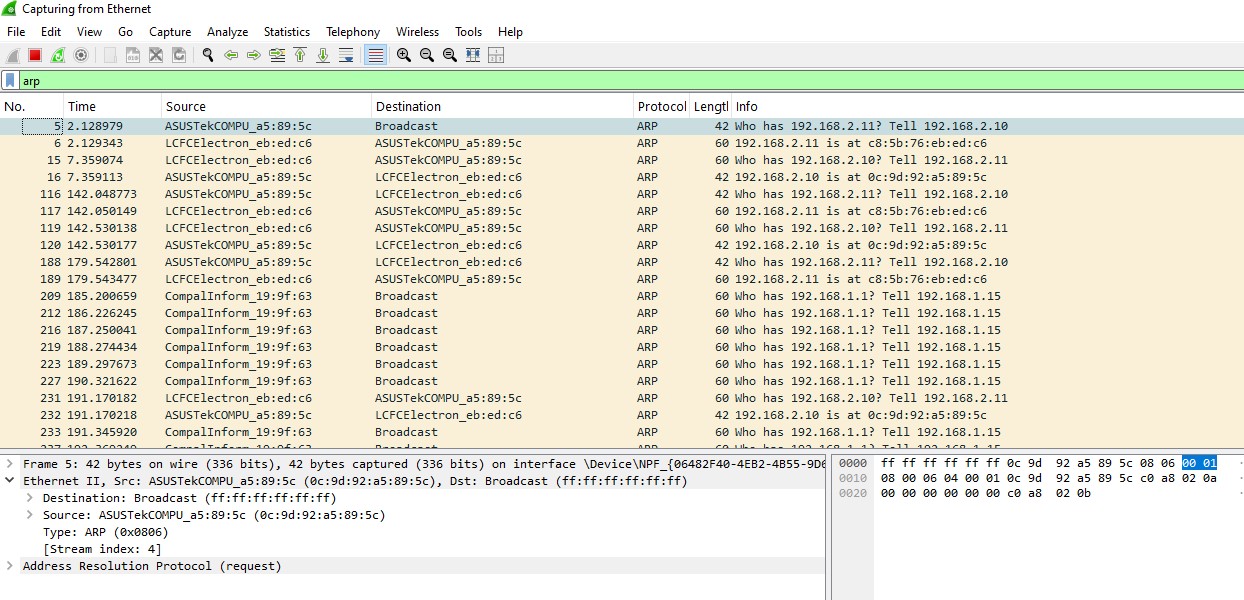 Capturing from Ethernet
File Edit View Go Capture Analyze Statistics Telephony Wireless Tools Help
arp
No. Time Source Destination Protocol Lengtl Info
5 2.128979 ASUSTekCOMPU_a5:89:5c Broadcast ARP 42 Who has 192.168.2.11? Tell 192.168.2.10
6 2.129343 LCFCElectron_eb:ed:c6 ASUSTekCOMPU_a5:89:5c ARP 60 192.168.2.11 is at c8:5b:76:eb:ed:c6
15 7.359074 LCFCElectron_eb:ed:c6 ASUSTekCOMPU_a5:89:5c ARP 60 Who has 192.168.2.10? Tell 192.168.2.11
16 7.359113 ASUSTekCOMPU_a5:89:5c LCFCElectron_eb:ed:c6 ARP 42 192.168.2.10 is at 0c:9d:92:a5:89:5c
116 142.048773 ASUSTekCOMPU_a5:89:5c LCFCElectron_eb:ed:c6 ARP 42 Who has 192.168.2.11? Tell 192.168.2.10
117 142.050149 LCFCElectron_eb:ed:c6 ASUSTekCOMPU_a5:89:5c ARP 60 192.168.2.11 is at c8:5b:76:eb:ed:c6
119 142.530138 LCFCElectron_eb:ed:c6 ASUSTekCOMPU_a5:89:5c ARP 60 Who has 192.168.2.10? Tell 192.168.2.11
120 142.530177 ASUSTekCOMPU_a5:89:5c LCFCElectron_eb:ed:c6 ARP 42 192.168.2.10 is at 0c:9d:92:a5:89:5c
188 179.542801 ASUSTekCOMPU_a5:89:5c LCFCElectron_eb:ed:c6 ARP 42 Who has 192.168.2.11? Tell 192.168.2.10
189 179.543477 LCFCElectron_eb:ed:c6 ASUSTekCOMPU_a5:89:5c ARP 60 192.168.2.11 is at c8:5b:76:eb:ed:c6
209 185.200659 CompalInform_19:9f:63 Broadcast ARP 60 Who has 192.168.1.1? Tell 192.168.1.15
212 186.226245 CompalInform_19:9f:63 Broadcast ARP 60 Who has 192.168.1.1? Tell 192.168.1.15
216 187.250041 CompalInform_19:9f:63 Broadcast ARP 60 Who has 192.168.1.1? Tell 192.168.1.15
219 188.274434 CompalInform_19:9f:63 Broadcast ARP 60 Who has 192.168.1.1? Tell 192.168.1.15
223 189.297673 CompalInform_19:9f:63 Broadcast ARP 60 Who has 192.168.1.1? Tell 192.168.1.15
227 190.321622 CompalInform_19:9f:63 Broadcast ARP 60 Who has 192.168.1.1? Tell 192.168.1.15
231 191.170182 LCFCElectron_eb:ed:c6 ASUSTekCOMPU_a5:89:5c ARP 60 Who has 192.168.2.10? Tell 192.168.2.11
232 191.170218 ASUSTekCOMPU_a5:89:5c LCFCElectron_eb:ed:c6 ARP 42 192.168.2.10 is at 0c:9d:92:a5:89:5c
233 191.345920 CompalInform_19:9f:63 Broadcast ARP 60 Who has 192.168.1.1? Tell 192.168.1.15
Frame 5: 42 bytes on wire (336 bits), 42 bytes captured (336 bits) on interface \Device\NPF_{06482F40-4EB2-4B55-9D6
Ethernet II, Src: ASUSTekCOMPU_a5:89:5c (0c:9d:92:a5:89:5c), Dst: Broadcast (ff:ff:ff:ff:ff:ff)
Destination: Broadcast (ff:ff:ff:ff:ff:ff)
Source: ASUSTekCOMPU_a5:89:5c (0c:9d:92:a5:89:5c)
Type: ARP (0x0806)
[Stream index: 4]
Address Resolution Protocol (request)
0000 ff ff ff ff ff ff 0c 9d 92 a5 89 5c 08 06 00 01
0010 08 00 06 04 00 01 0c 9d 92 a5 89 5c c0 a8 02 0a
0020 00 00 00 00 00 00 c0 a8 02 0b